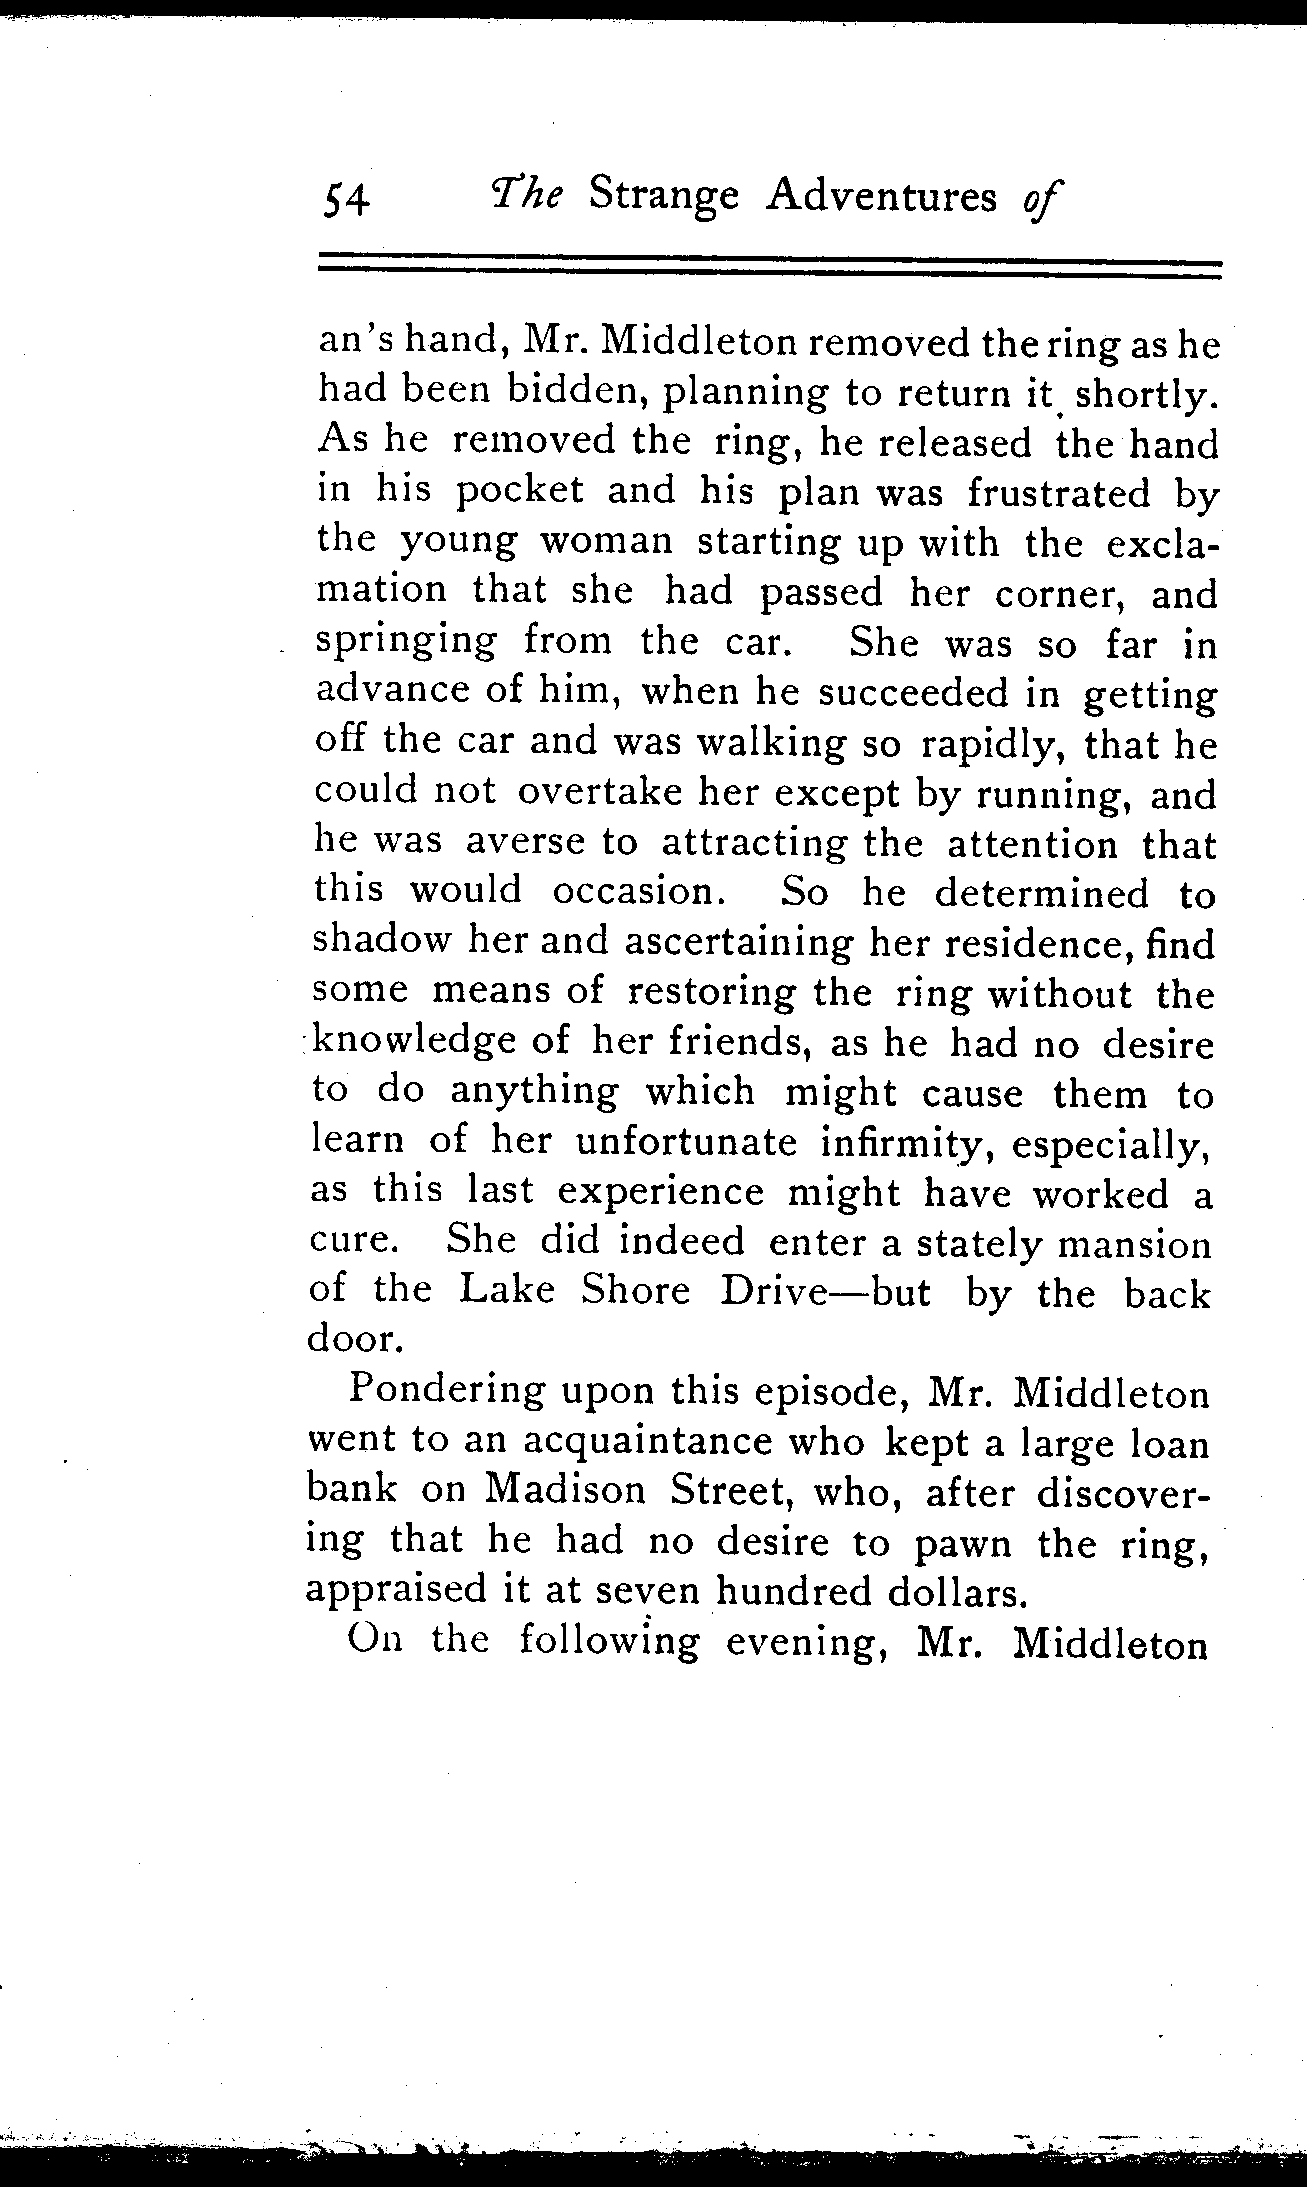 54 The Strange Adventures of
an's hand, Mr. Middleton removed the ring as he
had been bidden, planning to return it shortly.
As he removed the ring, he released the hand
in his pocket and his plan was frustrated by
the young woman starting up with the excla-
mation that she had passed her corner, and
springing from the car. She was so far in
advance of him, when he succeeded in getting
off the car and was walking so rapidly, that he
could not overtake her except by running, and
he was averse to attracting the attention that
this would occasion. So he determined to
shadow her and ascertaining her residence, find
some means of restoring the ring without the
knowledge of her friends, as he had no desire
to do anything which might cause them to
learn of her unfortunate infirmity, especially,
as this last experience might have worked a
cure. She did indeed enter a stately mansion
of the Lake Shore Drive—but by the back
door.
Pondering upon this episode, Mr. Middleton
went to an acquaintance who kept a large loan
bank on Madison Street, who, after discover-
ing that he had no desire to pawn the ring,
appraised it at seven hundred dollars.
On the following evening, Mr. Middleton